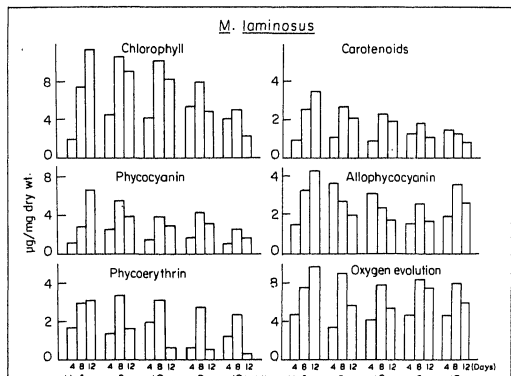 M. laminosus
Chlorophyll
Carotenoids
8
4
0
4
2
0
Phycocyanin
Allophycocyanin
µg/mg dry wt.
8
4
0
4
2
0
Phycoerythrin
Oxygen evolution
4
2
0
8
4
0
4 8 12 4 8 12 4 8 12 4 8 12 4 8 12
4 8 12 4 8 12 4 8 12 4 8 12 4 8 12 (Days)